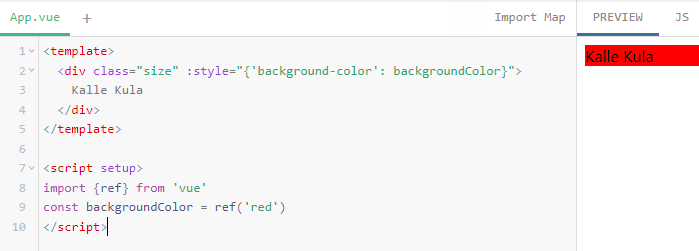 App.vue + Import Map PREVIEW JS
1 <template>
2 <div class="size" :style="{'background-color': backgroundColor}">
3 Kalle Kula
4 </div>
5 </template>
6
7 <script setup>
8 import {ref} from 'vue'
9 const backgroundColor = ref('red')
10 </script>
Kalle Kula